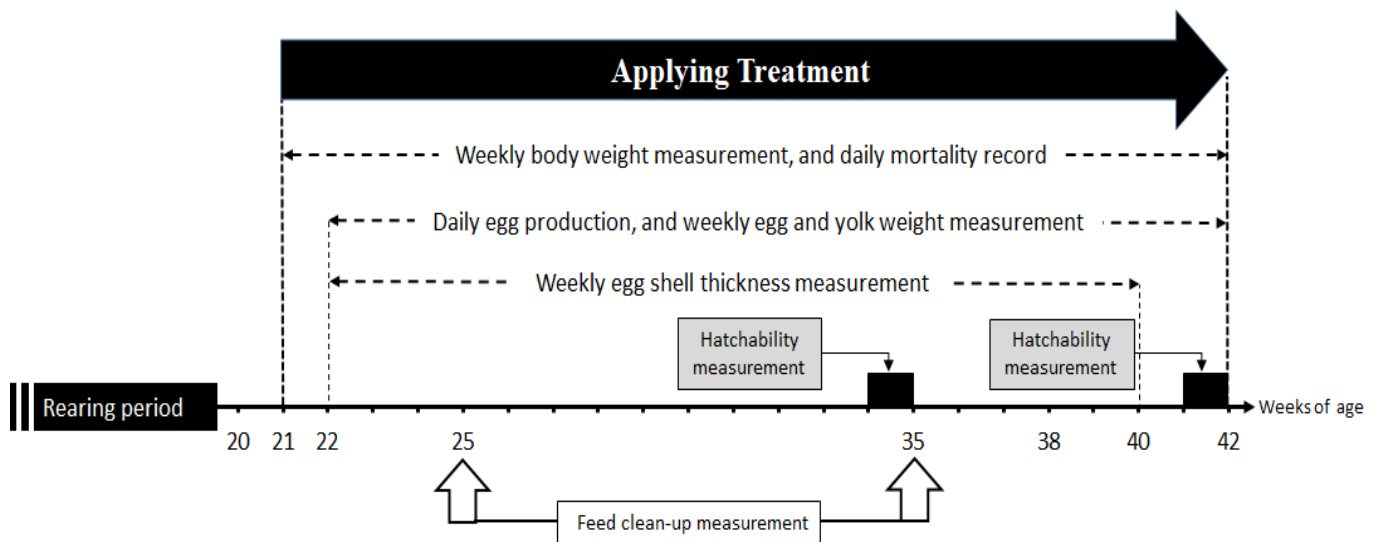 Applying Treatment
Weekly body weight measurement, and daily mortality record
Daily egg production, and weekly egg and yolk weight measurement
Weekly egg shell thickness measurement
Hatchability
measurement
Hatchability
measurement
Rearing period
Weeks of age
20 21 22 25 35 38 40 42
Feed clean-up measurement